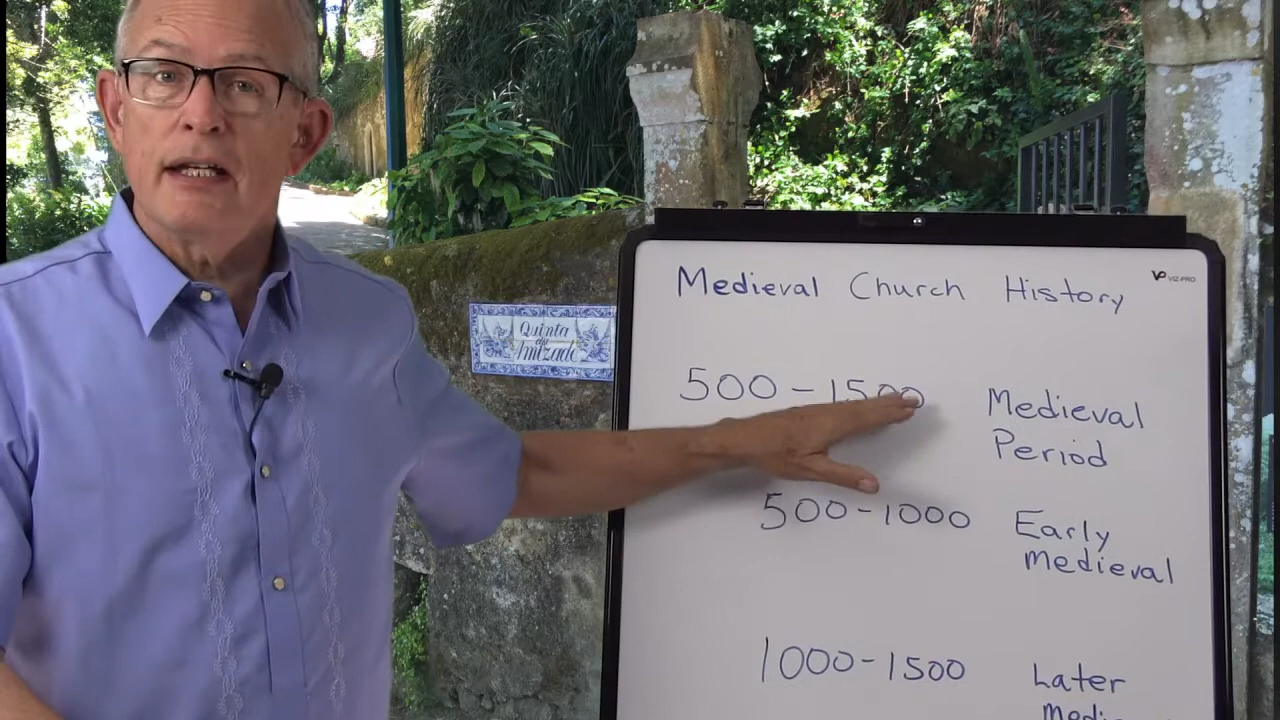 Medieval Church History
VIZ-PRO
500 - 1500 Medieval
Period
500 - 1000 Early
medieval
1000 - 1500 Later
Quinta
da
Amizade